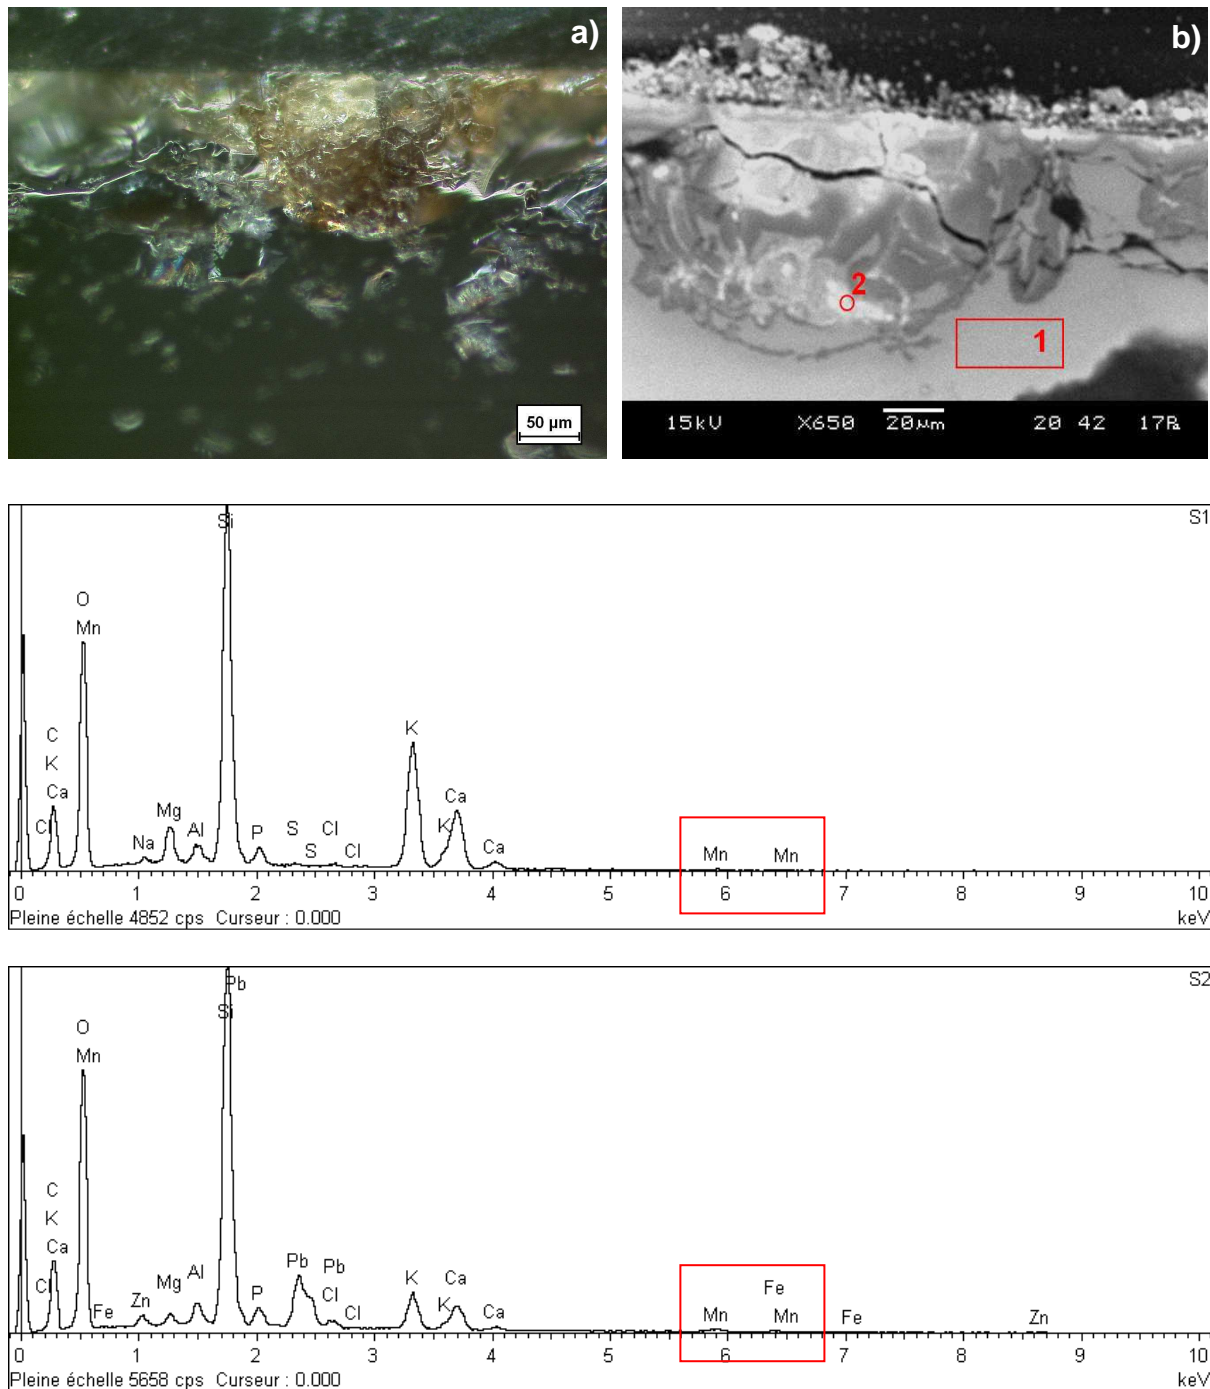 a)
50 µm
b)
2
1
15kU X650 20µm 20 42
S1
Si
O
Mn
C
K
Ca
C
Na
Mg
Al
P
S
S
Cl
Cl
K
K
Ca
Ca
Mn Mn
0 1 2 3 4 5 6 7 8 9 10
Pleine échelle 4852 cps Curseur : 0.000 keV
S2
Pb
Si
O
Mn
C
K
Ca
C
Fe
Zn
Mg
Al
P
Pb
Pb
Cl
Cl
K
K
Ca
Ca
Fe
Mn Mn
Fe
Zn
0 1 2 3 4 5 6 7 8 9 10
Pleine échelle 5658 cps Curseur : 0.000 keV